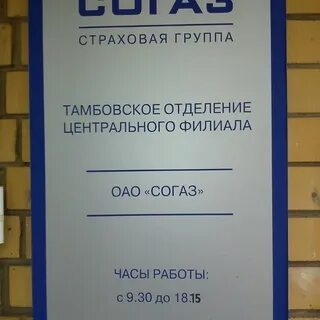 СОГАЗ
СТРАХОВАЯ ГРУППА
ТАМБОВСКОЕ ОТДЕЛЕНИЕ
ЦЕНТРАЛЬНОГО ФИЛИАЛА
ОАО «СОГАЗ»
ЧАСЫ РАБОТЫ:
с 9.30 до 18.15